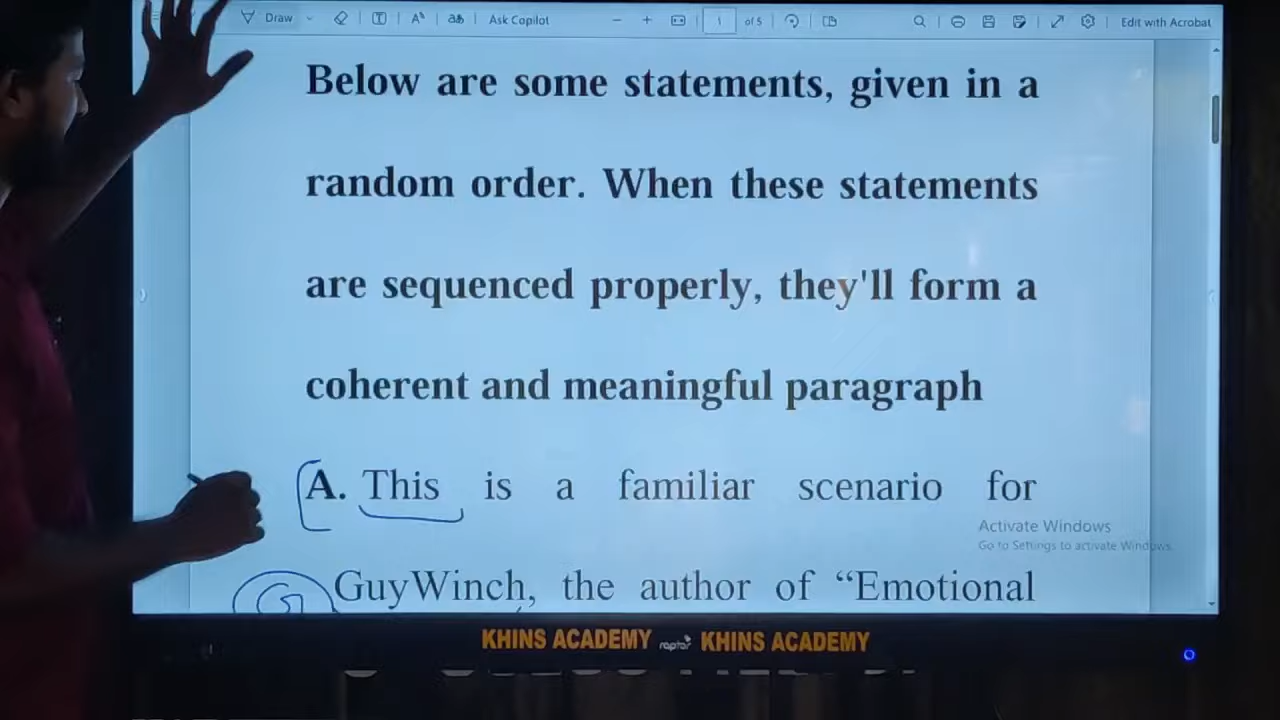 Draw
Ask Copilot
1 of 5
Edit with Acrobat
Below are some statements, given in a
random order. When these statements
are sequenced properly, they'll form a
coherent and meaningful paragraph
A. This is a familiar scenario for
Activate Windows
Go to Settings to activate Windows.
GuyWinch, the author of “Emotional
KHINS ACADEMY raptor KHINS ACADEMY